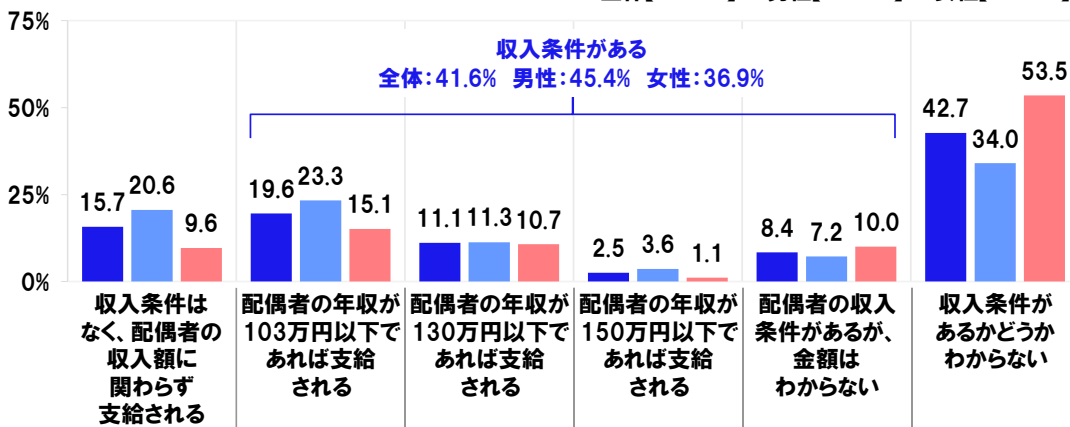 75%
50%
25%
0%
収入条件がある
全体：41.6% 男性：45.4% 女性：36.9%
15.7
20.6
9.6
19.6
23.3
15.1
11.1
11.3
10.7
2.5
3.6
1.1
8.4
7.2
10.0
42.7
34.0
53.5
収入条件は
なく、配偶者の
収入額に
関わらず
支給される
配偶者の年収が
103万円以下で
あれば支給
される
配偶者の年収が
130万円以下で
あれば支給
される
配偶者の年収が
150万円以下で
あれば支給
される
配偶者の収入
条件があるが、
金額は
わからない
収入条件が
あるかどうか
わからない